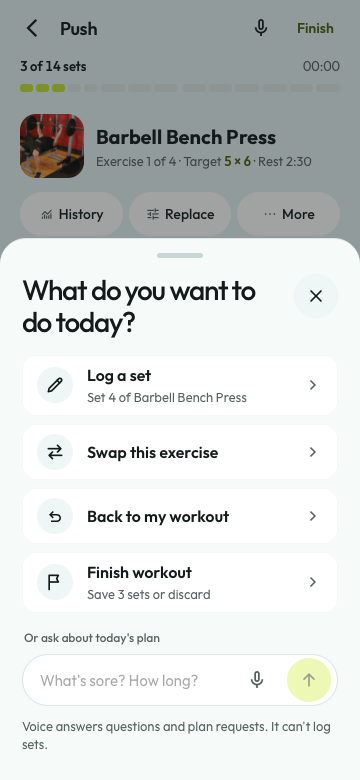 Push
Finish
3 of 14 sets
00:00
Barbell Bench Press
Exercise 1 of 4 · Target 5 × 6 · Rest 2:30
History
Replace
··· More
What do you want to
do today?
Log a set
Set 4 of Barbell Bench Press
Swap this exercise
Back to my workout
Finish workout
Save 3 sets or discard
Or ask about today's plan
What's sore? How long?
Voice answers questions and plan requests. It can't log
sets.